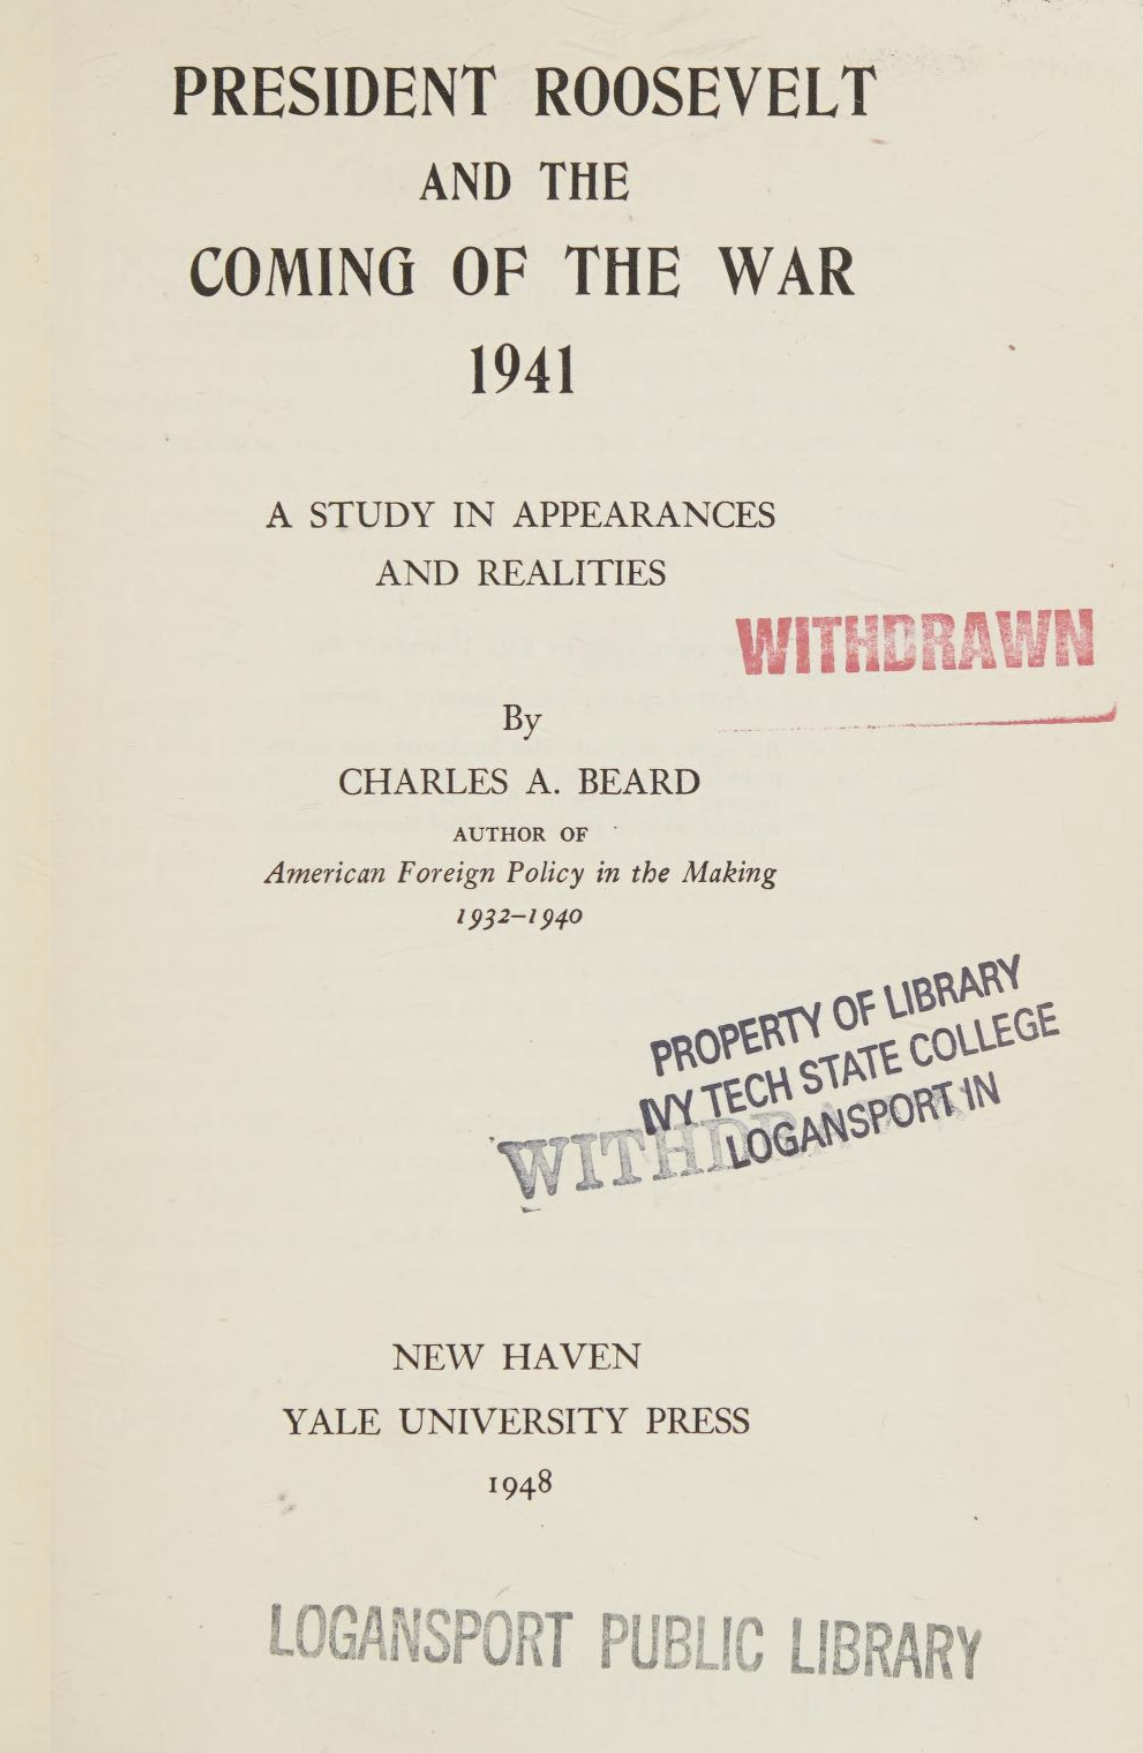 PRESIDENT ROOSEVELT
AND THE
COMING OF THE WAR
1941
A STUDY IN APPEARANCES
AND REALITIES
WITHDRAWN
By
CHARLES A. BEARD
AUTHOR OF
American Foreign Policy in the Making
1932–1940
PROPERTY OF LIBRARY
IVY TECH STATE COLLEGE
LOGANSPORT IN
NEW HAVEN
YALE UNIVERSITY PRESS
1948
LOGANSPORT PUBLIC LIBRARY